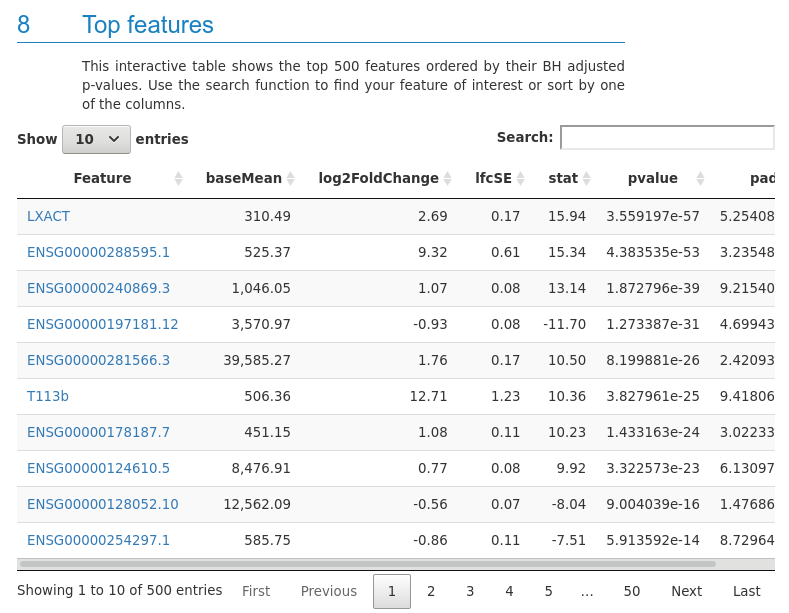 8 Top features
This interactive table shows the top 500 features ordered by their BH adjusted
p-values. Use the search function to find your feature of interest or sort by one
of the columns.
Show 10 entries Search:
Feature baseMean log2FoldChange lfcSE stat pvalue pad
LXACT 310.49 2.69 0.17 15.94 3.559197e-57 5.25408
ENSG00000288595.1 525.37 9.32 0.61 15.34 4.383535e-53 3.23548
ENSG00000240869.3 1,046.05 1.07 0.08 13.14 1.872796e-39 9.21540
ENSG00000197181.12 3,570.97 -0.93 0.08 -11.70 1.273387e-31 4.69943
ENSG00000281566.3 39,585.27 1.76 0.17 10.50 8.199881e-26 2.42093
T113b 506.36 12.71 1.23 10.36 3.827961e-25 9.41806
ENSG00000178187.7 451.15 1.08 0.11 10.23 1.433163e-24 3.02233
ENSG00000124610.5 8,476.91 0.77 0.08 9.92 3.322573e-23 6.13097
ENSG00000128052.10 12,562.09 -0.56 0.07 -8.04 9.004039e-16 1.47686
ENSG00000254297.1 585.75 -0.86 0.11 -7.51 5.913592e-14 8.72964
Showing 1 to 10 of 500 entries First Previous 1 2 3 4 5 … 50 Next Last